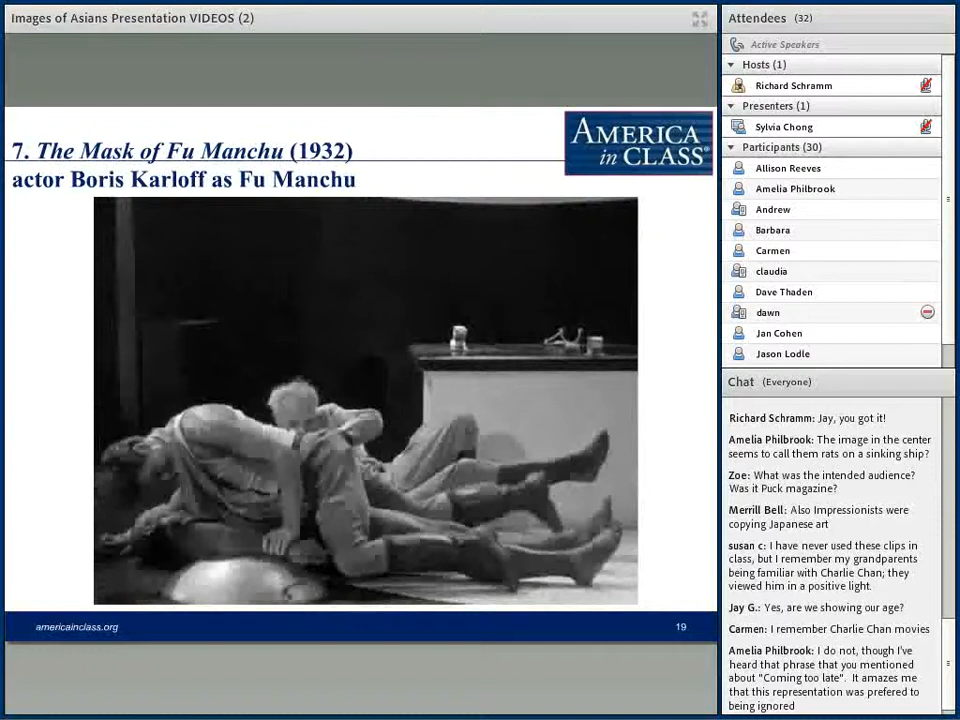 Images of Asians Presentation VIDEOS (2)
7. The Mask of Fu Manchu (1932)
actor Boris Karloff as Fu Manchu
AMERICA
in CLASS®
americainclass.org
19
Attendees (32)
Active Speakers
Hosts (1)
Richard Schramm
Presenters (1)
Sylvia Chong
Participants (30)
Allison Reeves
Amelia Philbrook
Andrew
Barbara
Carmen
claudia
Dave Thaden
dawn
Jan Cohen
Jason Lodle
Chat (Everyone)
Richard Schramm: Jay, you got it!
Amelia Philbrook: The image in the center
seems to call them rats on a sinking ship?
Zoe: What was the intended audience?
Was it Puck magazine?
Merrill Bell: Also Impressionists were
copying Japanese art
susan c: I have never used these clips in
class, but I remember my grandparents
being familiar with Charlie Chan; they
viewed him in a positive light.
Jay G.: Yes, are we showing our age?
Carmen: I remember Charlie Chan movies
Amelia Philbrook: I do not, though I've
heard that phrase that you mentioned
about "Coming too late". It amazes me
that this representation was prefered to
being ignored